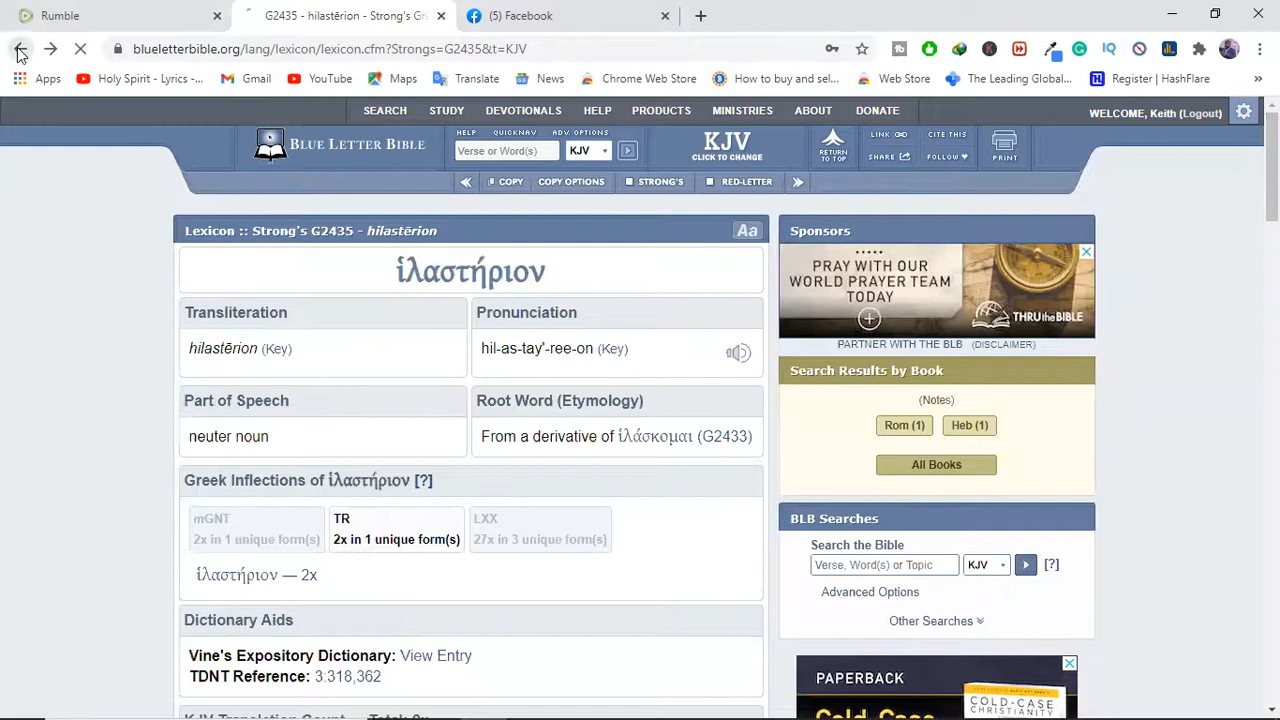 Rumble
G2435 - hilastērion - Strong's Gre
(5) Facebook
blueletterbible.org/lang/lexicon/lexicon.cfm?Strongs=G2435&t=KJV
Apps
Holy Spirit - Lyrics -...
Gmail
YouTube
Maps
Translate
News
Chrome Web Store
How to buy and sel...
Web Store
The Leading Global...
Register | HashFlare
SEARCH STUDY DEVOTIONALS HELP PRODUCTS MINISTRIES ABOUT DONATE
WELCOME, Keith (Logout)
BLUE LETTER BIBLE
HELP QUICKNAV ADV. OPTIONS
Verse or Word(s) KJV
KJV
CLICK TO CHANGE
RETURN
TO TOP
LINK
CITE THIS
SHARE
FOLLOW
PRINT
COPY COPY OPTIONS STRONG'S RED-LETTER
Lexicon :: Strong's G2435 - hilastērion
Aa
ἱλαστήριον
Transliteration
hilastērion (Key)
Pronunciation
hil-as-tay'-ree-on (Key)
Part of Speech
neuter noun
Root Word (Etymology)
From a derivative of ἱλάσκομαι (G2433)
Greek Inflections of ἱλαστήριον [?]
mGNT
2x in 1 unique form(s)
TR
2x in 1 unique form(s)
LXX
27x in 3 unique form(s)
ἱλαστήριον — 2x
Dictionary Aids
Vine's Expository Dictionary: View Entry
TDNT Reference: 3:318,362
KJV Translation Count — Total: 2x
Sponsors
PRAY WITH OUR
WORLD PRAYER TEAM
TODAY
THRU the BIBLE
PARTNER WITH THE BLB (DISCLAIMER)
Search Results by Book
(Notes)
Rom (1)
Heb (1)
All Books
BLB Searches
Search the Bible
Verse, Word(s) or Topic KJV [?]
Advanced Options
Other Searches
PAPERBACK
Cold-Case
COLD-CASE
CHRISTIANITY